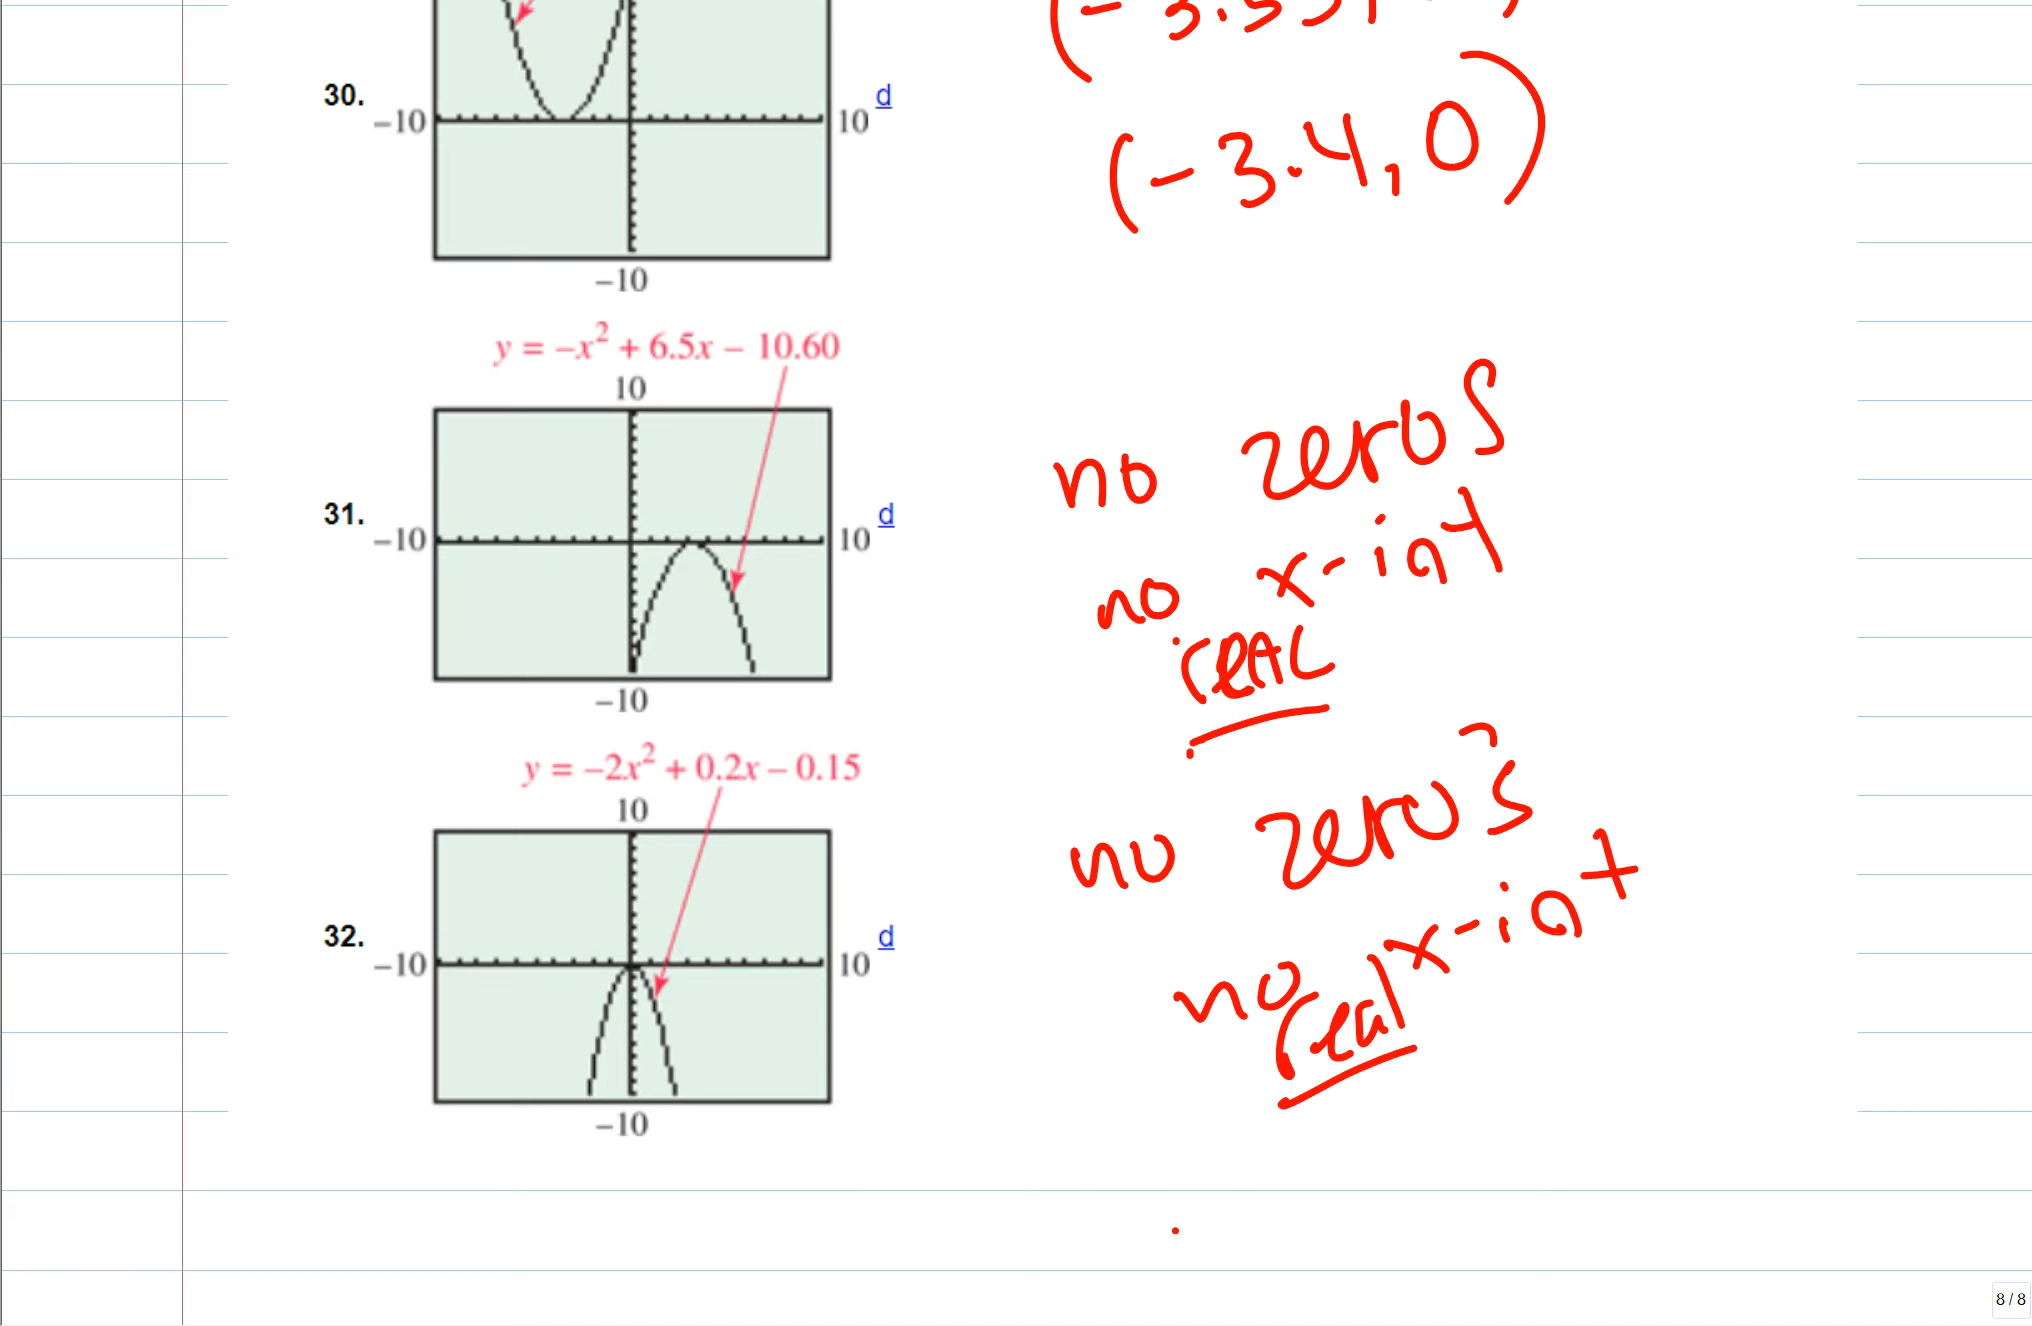 (-3.
30.
-10
10
d
-10
(-3.4,0)
y = –x² + 6.5x – 10.60
10
31.
-10
10
d
-10
no zeros
no x-int
real
y = –2x² + 0.2x – 0.15
10
32.
-10
10
d
-10
no zeros
no real x-int
8 / 8